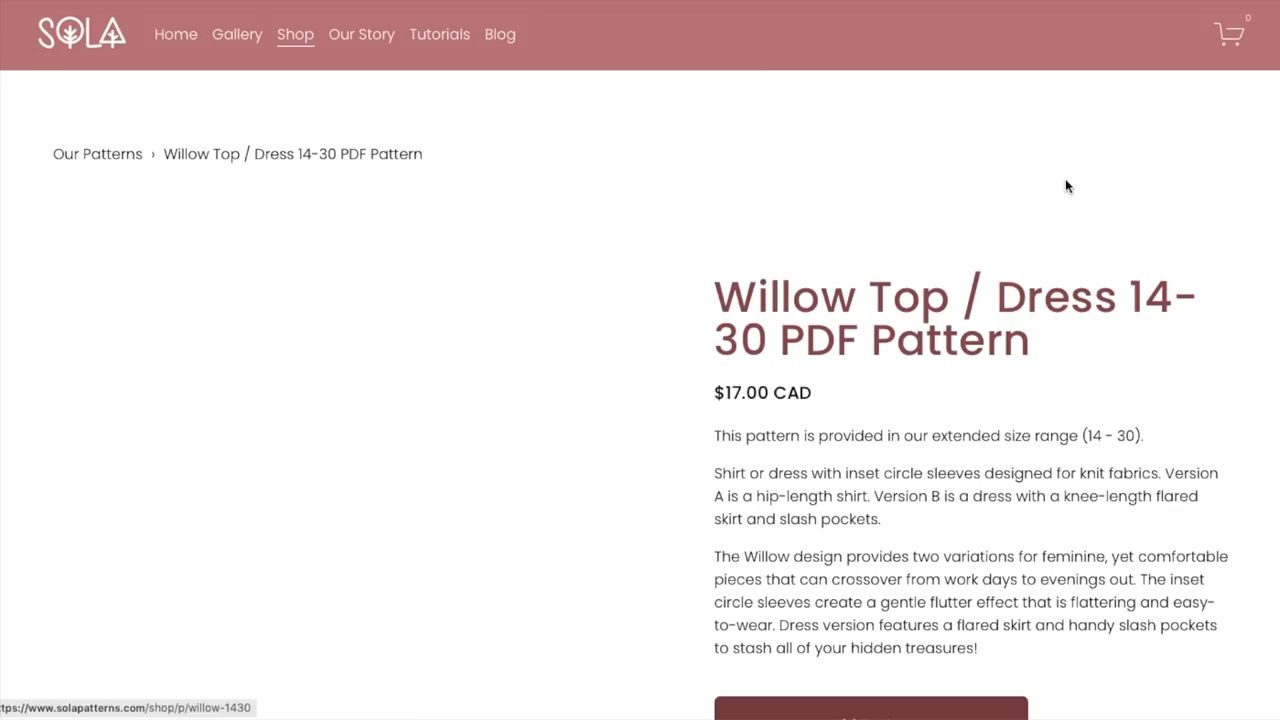 SOLA
Home Gallery Shop Our Story Tutorials Blog
0
Our Patterns › Willow Top / Dress 14-30 PDF Pattern
Willow Top / Dress 14-
30 PDF Pattern
$17.00 CAD
This pattern is provided in our extended size range (14 - 30).
Shirt or dress with inset circle sleeves designed for knit fabrics. Version
A is a hip-length shirt. Version B is a dress with a knee-length flared
skirt and slash pockets.
The Willow design provides two variations for feminine, yet comfortable
pieces that can crossover from work days to evenings out. The inset
circle sleeves create a gentle flutter effect that is flattering and easy-
to-wear. Dress version features a flared skirt and handy slash pockets
to stash all of your hidden treasures!
ttps://www.solapatterns.com/shop/p/willow-1430